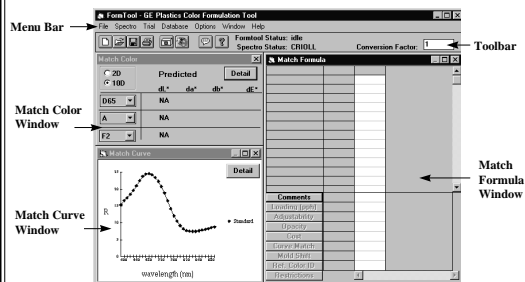 FormTool - GE Plastics Color Formulation Tool
Menu Bar
File Spectro Trial Database Options Window Help
Formtool Status: idle
Spectro Status: CRIOLL
Conversion Factor: 1
Toolbar
Match Color
2D
10D
Predicted
Detail
dL* da* db* dE*
D65 NA
A NA
F2 NA
Match Color
Window
Match Formula
Match
Formula
Window
Match Curve
Detail
R
Standard
wavelength (nm)
Match Curve
Window
Comments
Loading (pph)
Adjustability
Opacity
Cost
Curve Match
Mold Shift
Ref. Color ID
Restrictions